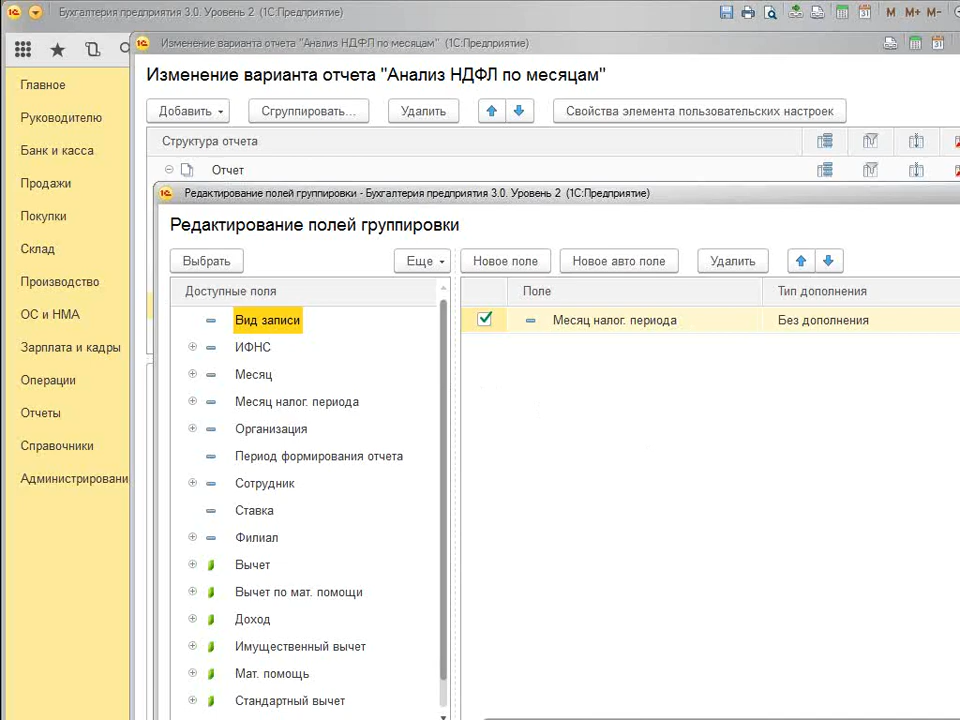 Бухгалтерия предприятия 3.0. Уровень 2 (1С:Предприятие)
M M+ M-
Изменение варианта отчета "Анализ НДФЛ по месяцам" (1С:Предприятие)
Изменение варианта отчета "Анализ НДФЛ по месяцам"
Добавить Сгруппировать... Удалить Свойства элемента пользовательских настроек
Структура отчета
Отчет
Главное
Руководителю
Банк и касса
Продажи
Покупки
Склад
Производство
ОС и НМА
Зарплата и кадры
Операции
Отчеты
Справочники
Администрировани
Редактирование полей группировки - Бухгалтерия предприятия 3.0. Уровень 2 (1С:Предприятие)
Редактирование полей группировки
Выбрать Еще Новое поле Новое авто поле Удалить
Доступные поля
Вид записи
ИФНС
Месяц
Месяц налог. периода
Организация
Период формирования отчета
Сотрудник
Ставка
Филиал
Вычет
Вычет по мат. помощи
Доход
Имущественный вычет
Мат. помощь
Стандартный вычет
Поле Тип дополнения
Месяц налог. периода Без дополнения